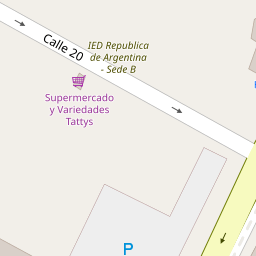 Calle 20
IED Republica
de Argentina
- Sede B
Supermercado
y Variedades
Tattys
P